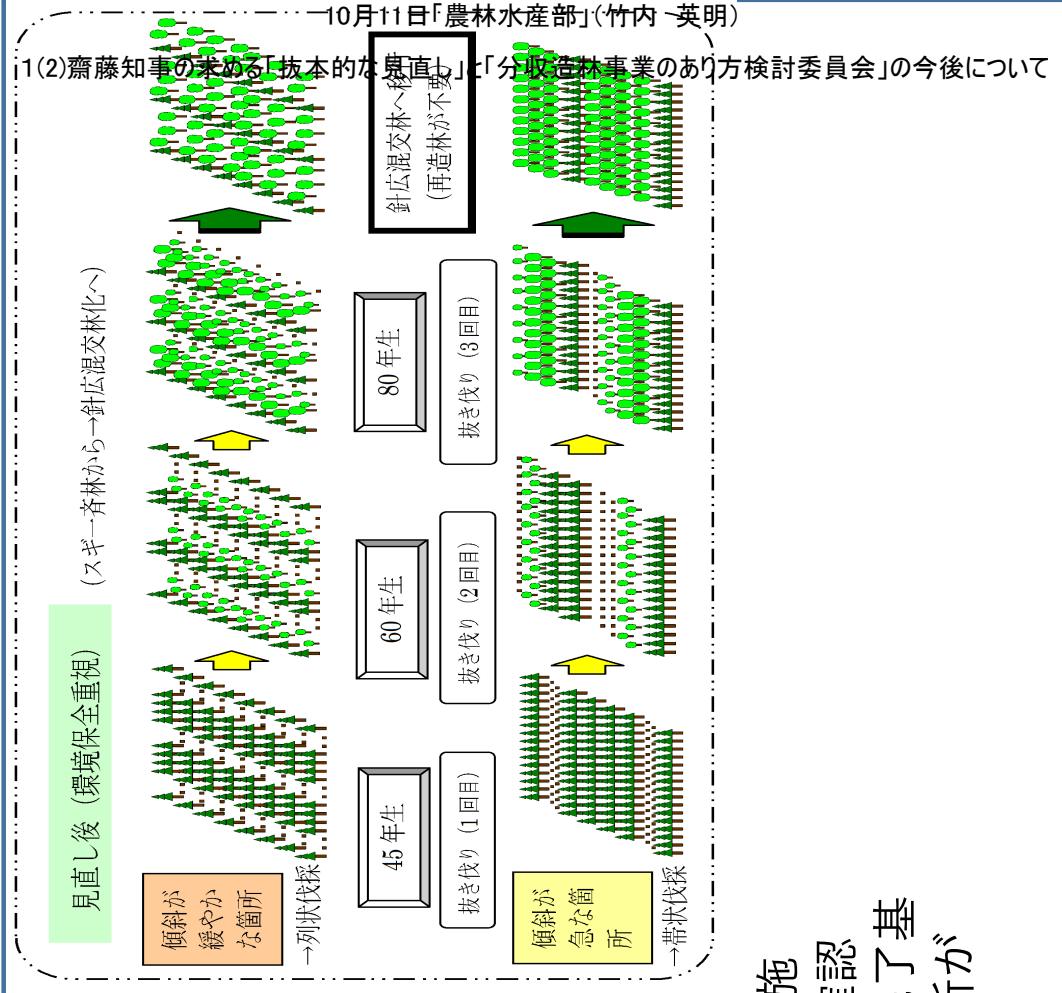 10月11日「農林水産部」(竹内 英明)
1(2)齋藤知事の求める「抜本的な見直し」と「分収造林事業のあり方検討委員会」の今後について
見直し後 (環境保全重視)
(スギ一斉林から→針広混交林化へ)
傾斜が
緩やか
な箇所
→列状伐採
45年生
抜き伐り (1回目)
60年生
抜き伐り (2回目)
80年生
抜き伐り (3回目)
針広混交林へ移
(再造林が不要)
傾斜が
急な箇
所
→帯状伐採
施
認
了基
が